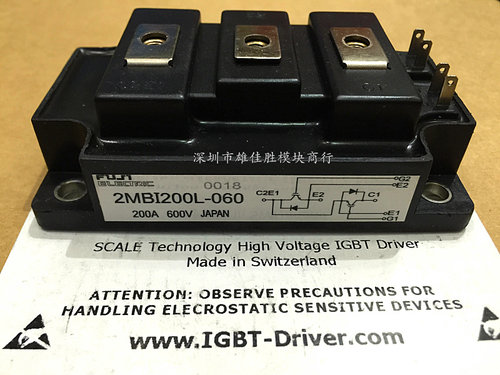 深圳市雄佳胜模块商行
FUJI
ELECTRIC
0018
2MBI200L-060
200A 600V JAPAN
C2E1
E2
C1
G2
E2
E1
G1
SCALE Technology High Voltage IGBT Driver
Made in Switzerland
ATTENTION: OBSERVE PRECAUTIONS FOR
HANDLING ELECROSTATIC SENSITIVE DEVICES
www.IGBT-Driver.com